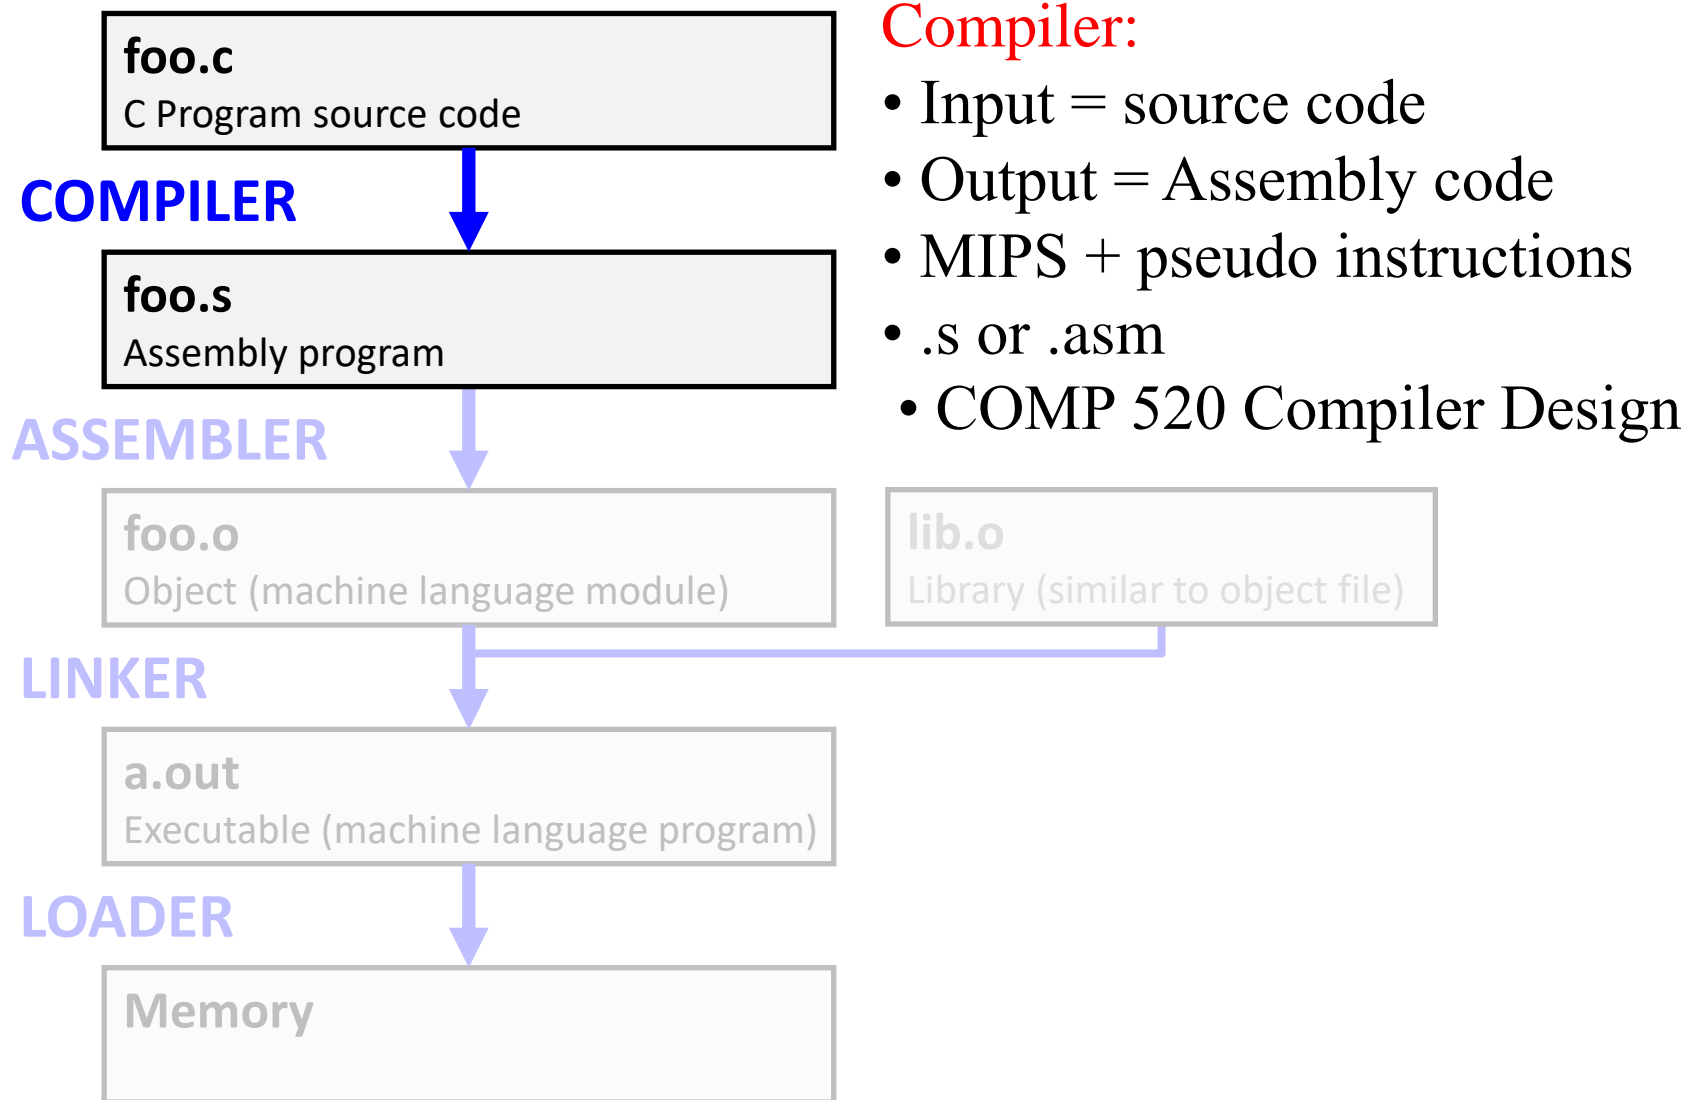 foo.c
C Program source code
COMPILER
foo.s
Assembly program
ASSEMBLER
foo.o
Object (machine language module)
LINKER
a.out
Executable (machine language program)
LOADER
Memory
Compiler:
• Input = source code
• Output = Assembly code
• MIPS + pseudo instructions
• .s or .asm
• COMP 520 Compiler Design
lib.o
Library (similar to object file)